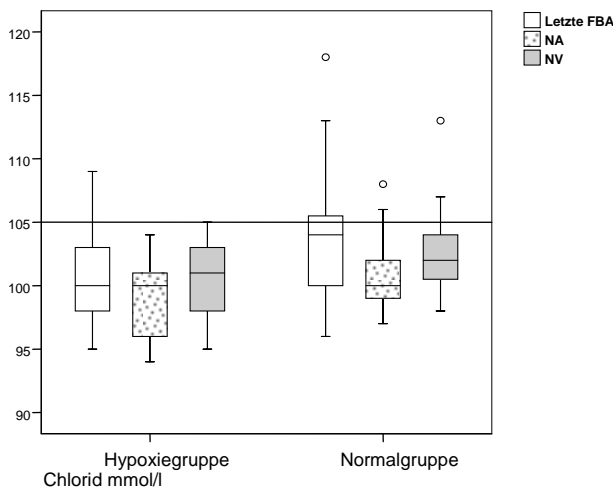 120
115
110
105
100
95
90
Hypoxiegruppe Normalgruppe
Chlorid mmol/l
Letzte FBA
NA
NV